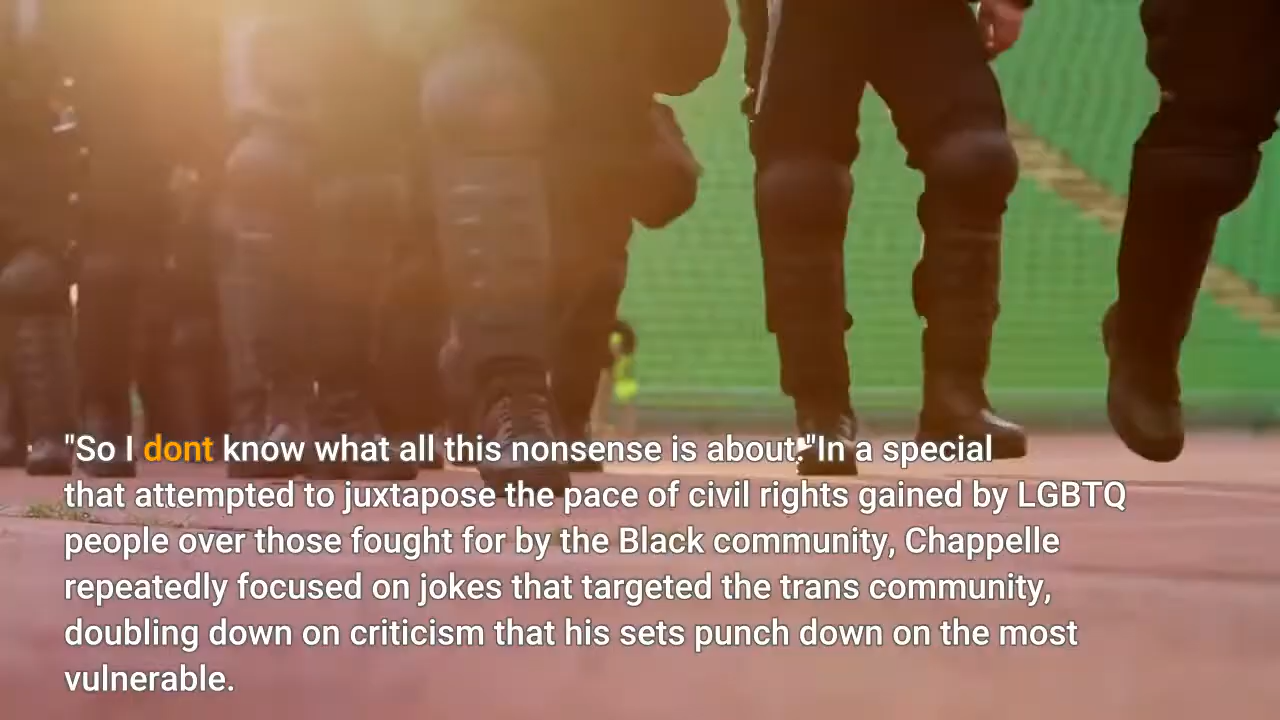 "So I dont know what all this nonsense is about.”In a special
that attempted to juxtapose the pace of civil rights gained by LGBTQ
people over those fought for by the Black community, Chappelle
repeatedly focused on jokes that targeted the trans community,
doubling down on criticism that his sets punch down on the most
vulnerable.